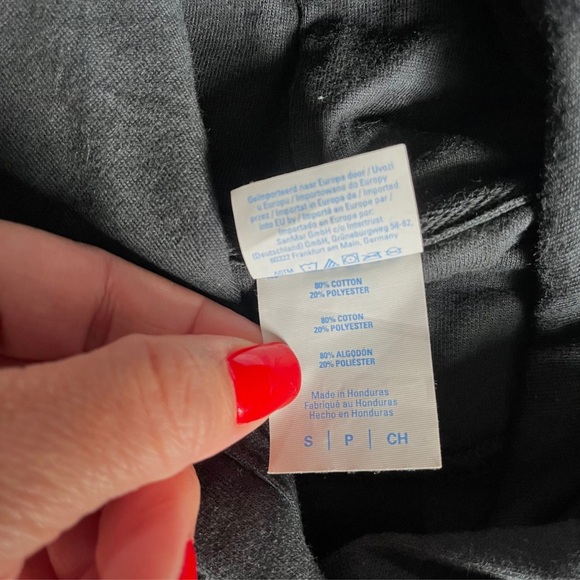 Geïmporteerd naar Europa door / Uvozi
u Europu / Importowane do Europy
przez / Importat in Europa de / Imported
into EU by / Importé en Europe par /
Importado en Europa por:
SanMar GmbH c/o Intertrust
(Deutschland) GmbH, Grüneburgweg 58-62,
60322 Frankfurt am Main, Germany
80% COTTON
20% POLYESTER
80% COTON
20% POLYESTER
80% ALGODÓN
20% POLIÉSTER
Made in Honduras
Fabriqué au Honduras
Hecho en Honduras
S | P | CH